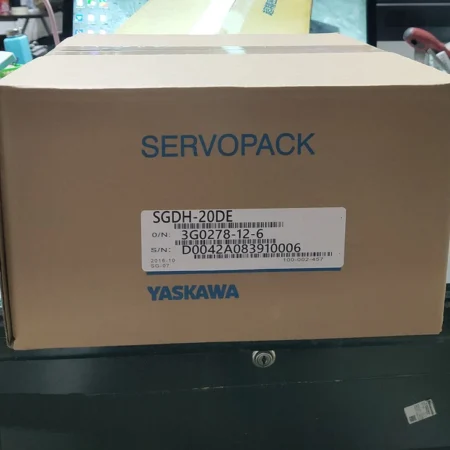 SERVOPACK
SGDH-20DE
O/N: 3G0278-12-6
S/N: D0042A083910006
YASKAWA